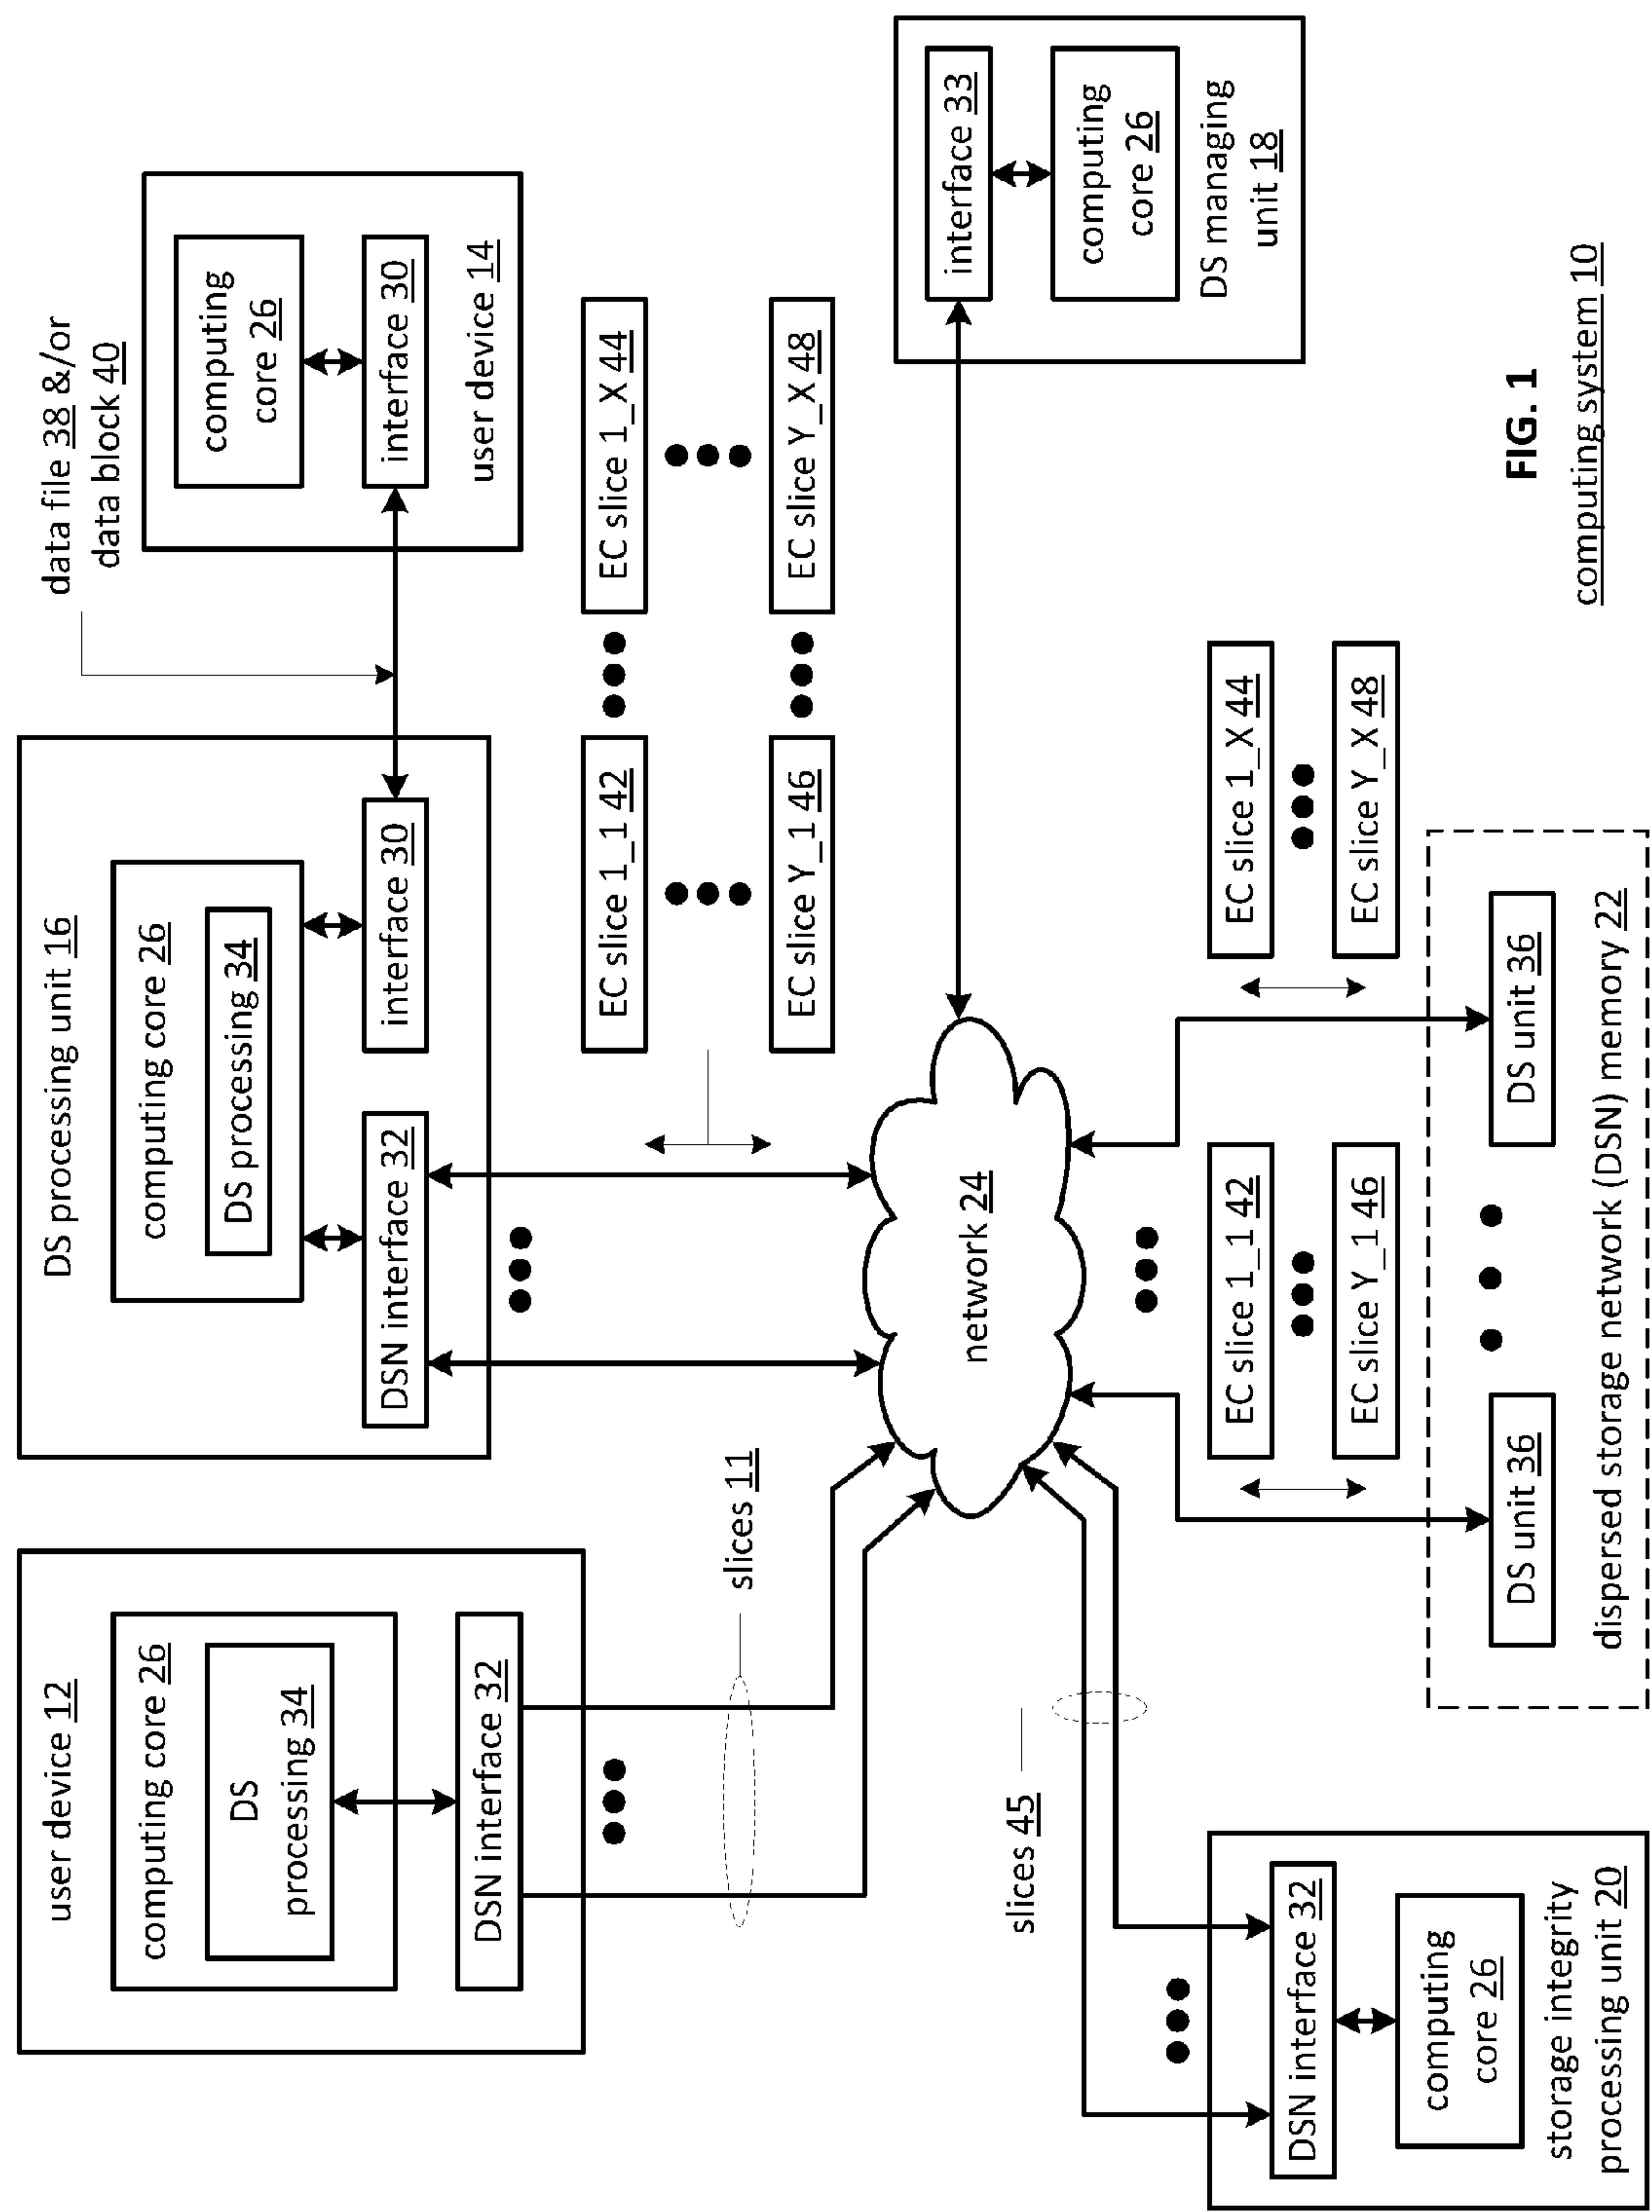 user device 12
computing core 26
DS
processing 34
DSN interface 32
slices 11
DS processing unit 16
computing core 26
DS processing 34
DSN interface 32
interface 30
data file 38 &/or
data block 40
computing
core 26
interface 30
user device 14
EC slice 1_1 42
EC slice 1_X 44
EC slice Y_1 46
EC slice Y_X 48
network 24
interface 33
computing
core 26
DS managing
unit 18
slices 45
DSN interface 32
computing
core 26
storage integrity
processing unit 20
EC slice 1_1 42
EC slice Y_1 46
EC slice 1_X 44
EC slice Y_X 48
DS unit 36
DS unit 36
dispersed storage network (DSN) memory 22
FIG. 1
computing system 10